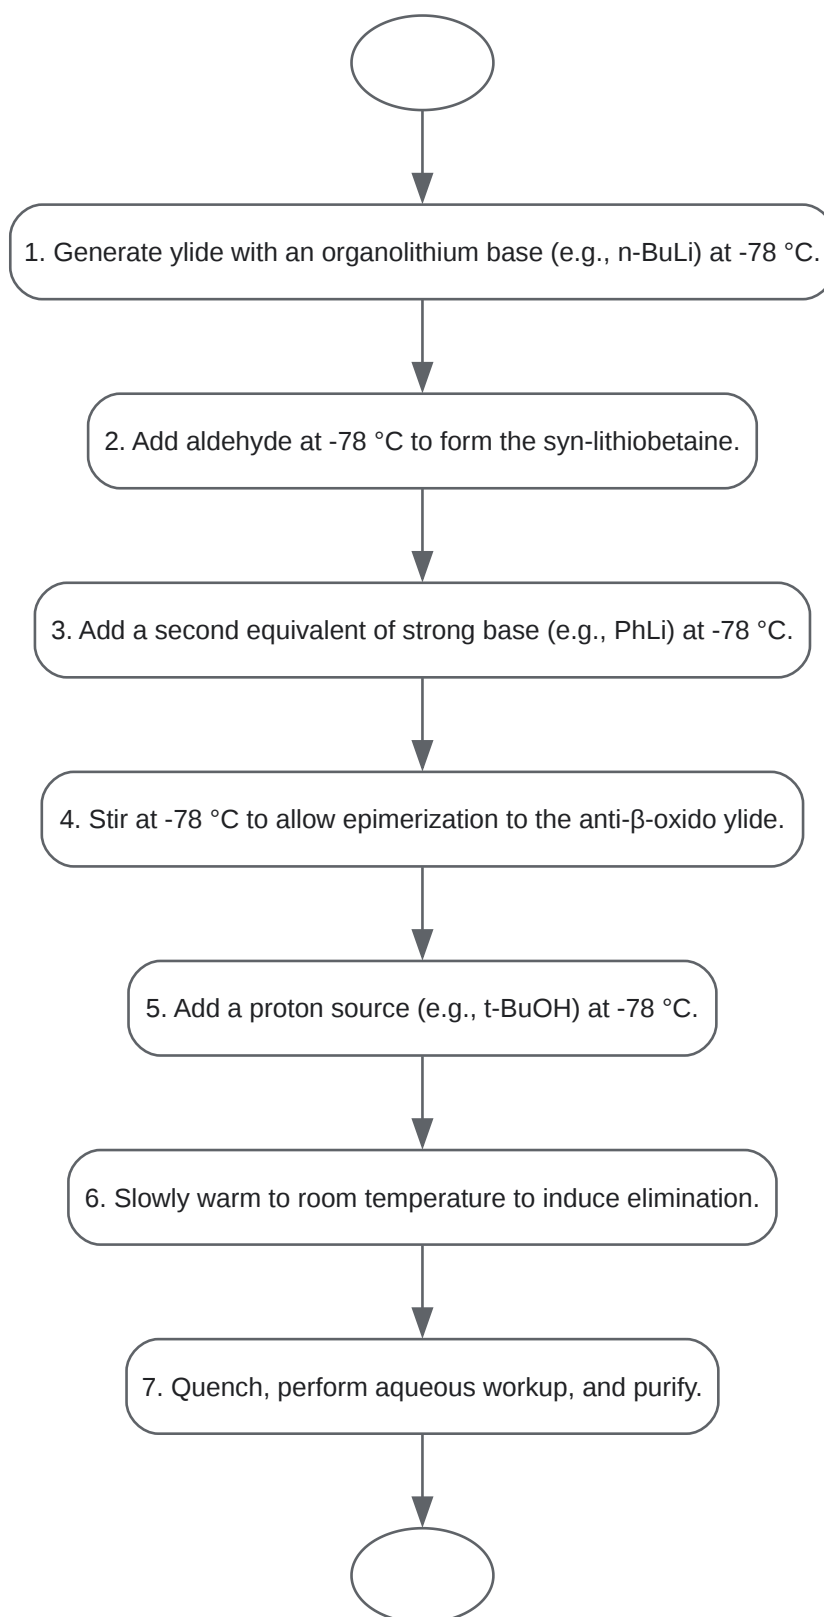 1. Generate ylide with an organolithium base (e.g., n-BuLi) at -78 °C.
2. Add aldehyde at -78 °C to form the syn-lithiobetaine.
3. Add a second equivalent of strong base (e.g., PhLi) at -78 °C.
4. Stir at -78 °C to allow epimerization to the anti-β-oxido ylide.
5. Add a proton source (e.g., t-BuOH) at -78 °C.
6. Slowly warm to room temperature to induce elimination.
7. Quench, perform aqueous workup, and purify.